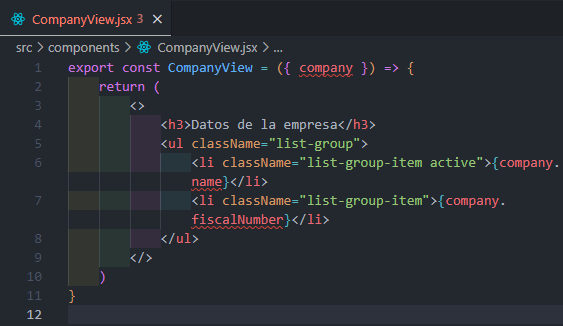 CompanyView.jsx 3 ×
src > components > CompanyView.jsx > ...
1 export const CompanyView = ({ company }) => {
2 return (
3 <>
4 <h3>Datos de la empresa</h3>
5 <ul className="list-group">
6 <li className="list-group-item active">{company.
name}</li>
7 <li className="list-group-item">{company.
fiscalNumber}</li>
8 </ul>
9 </>
10 )
11 }
12